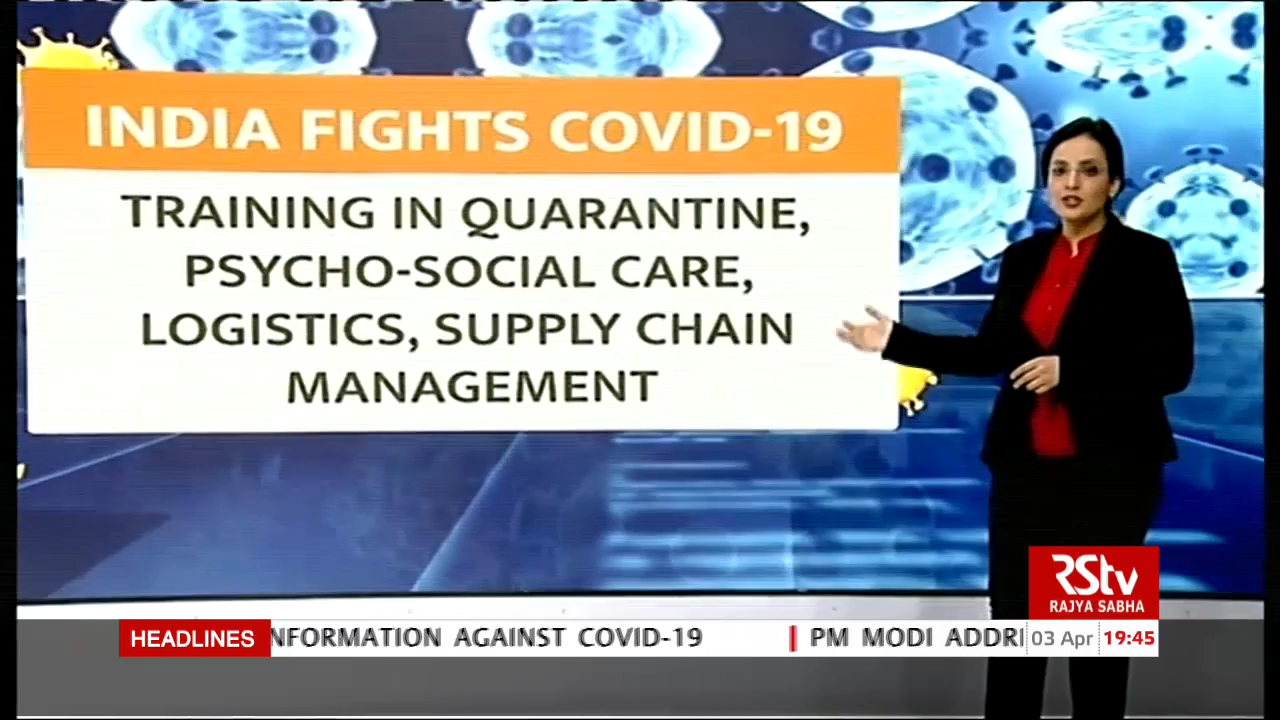 INDIA FIGHTS COVID-19
TRAINING IN QUARANTINE,
PSYCHO-SOCIAL CARE,
LOGISTICS, SUPPLY CHAIN
MANAGEMENT
RStv
RAJYA SABHA
HEADLINES NFORMATION AGAINST COVID-19 | PM MODI ADDRI 03 Apr 19:45